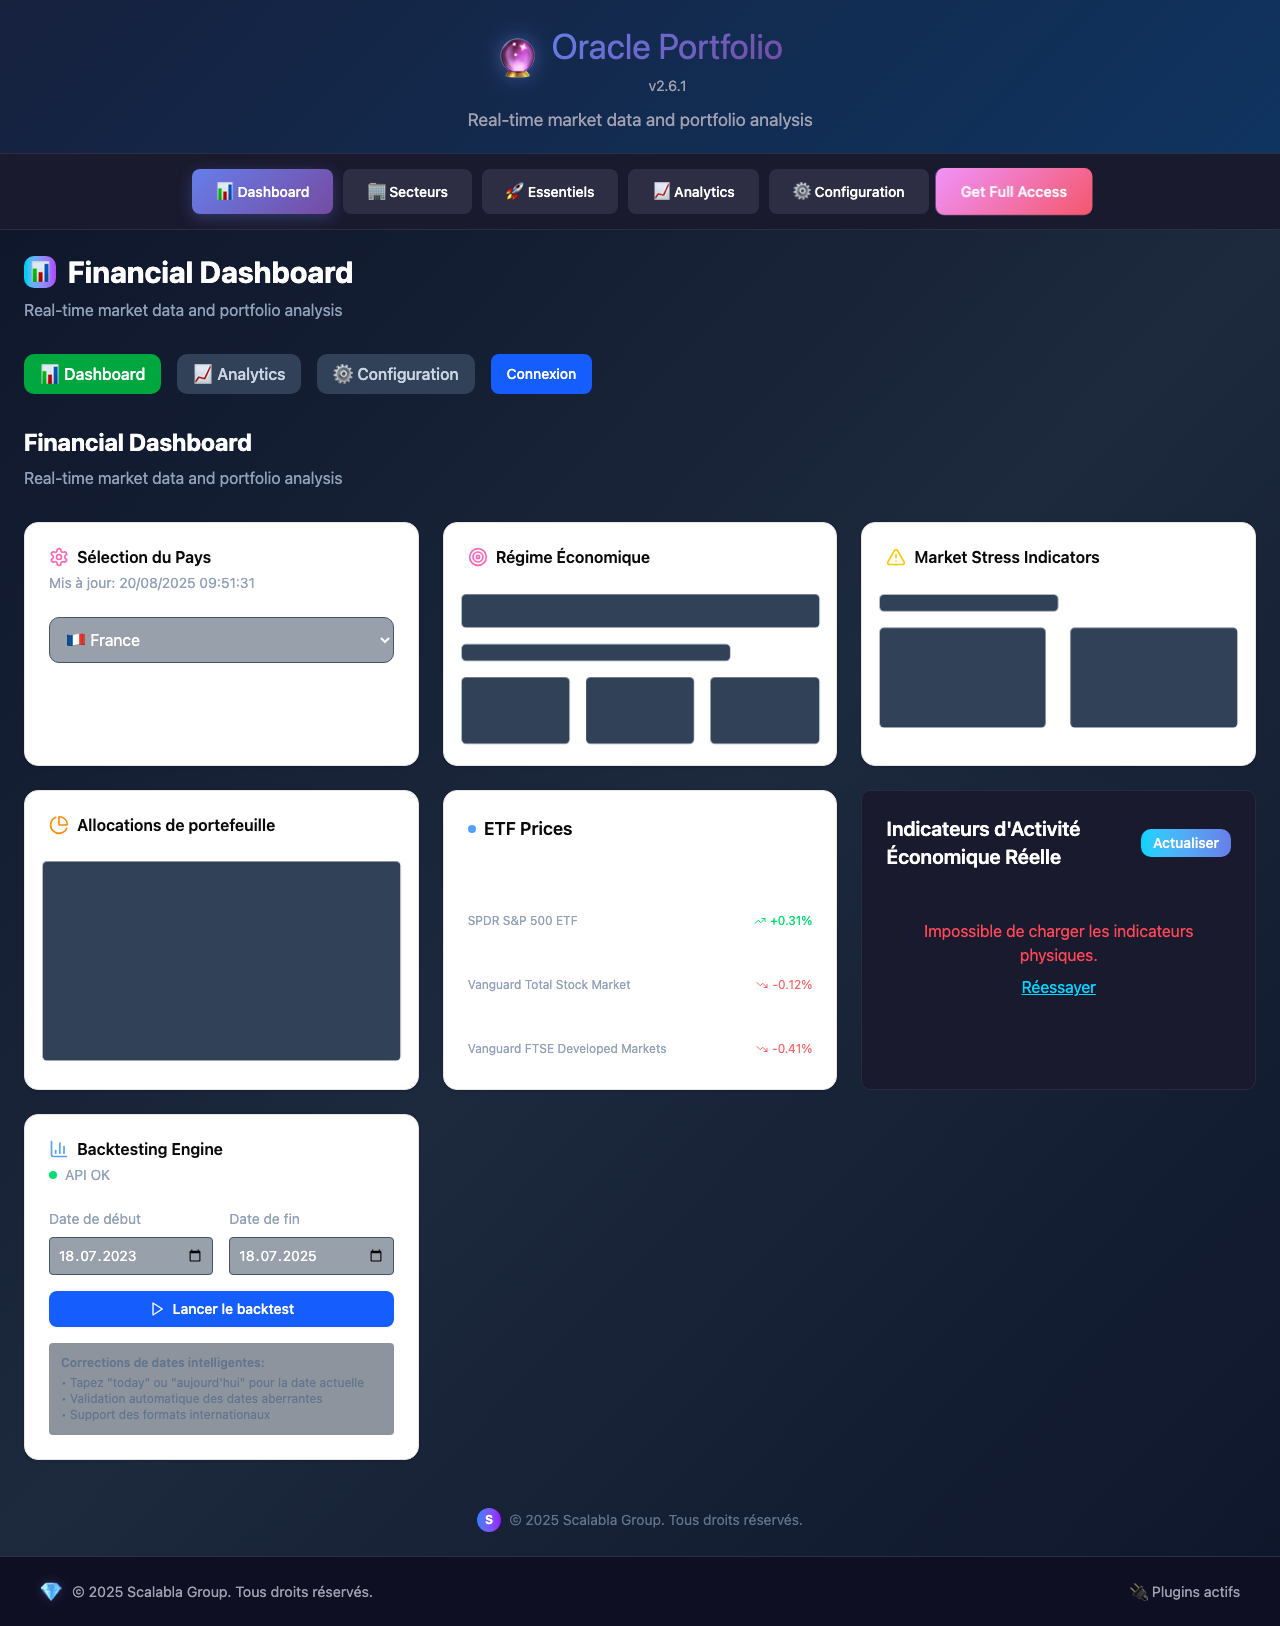 Oracle Portfolio
v2.6.1
Real-time market data and portfolio analysis
Dashboard
Secteurs
Essentiels
Analytics
Configuration
Get Full Access
Financial Dashboard
Real-time market data and portfolio analysis
Dashboard
Analytics
Configuration
Connexion
Financial Dashboard
Real-time market data and portfolio analysis
Sélection du Pays
Mis à jour: 20/08/2025 09:51:31
France
Régime Économique
Market Stress Indicators
Allocations de portefeuille
ETF Prices
SPDR S&P 500 ETF
+0.31%
Vanguard Total Stock Market
-0.12%
Vanguard FTSE Developed Markets
-0.41%
Indicateurs d'Activité
Économique Réelle
Actualiser
Impossible de charger les indicateurs
physiques.
Réessayer
Backtesting Engine
API OK
Date de début
Date de fin
18.07.2023
18.07.2025
Lancer le backtest
Corrections de dates intelligentes:
• Tapez "today" ou "aujourd'hui" pour la date actuelle
• Validation automatique des dates aberrantes
• Support des formats internationaux
S
© 2025 Scalabla Group. Tous droits réservés.
© 2025 Scalabla Group. Tous droits réservés.
Plugins actifs